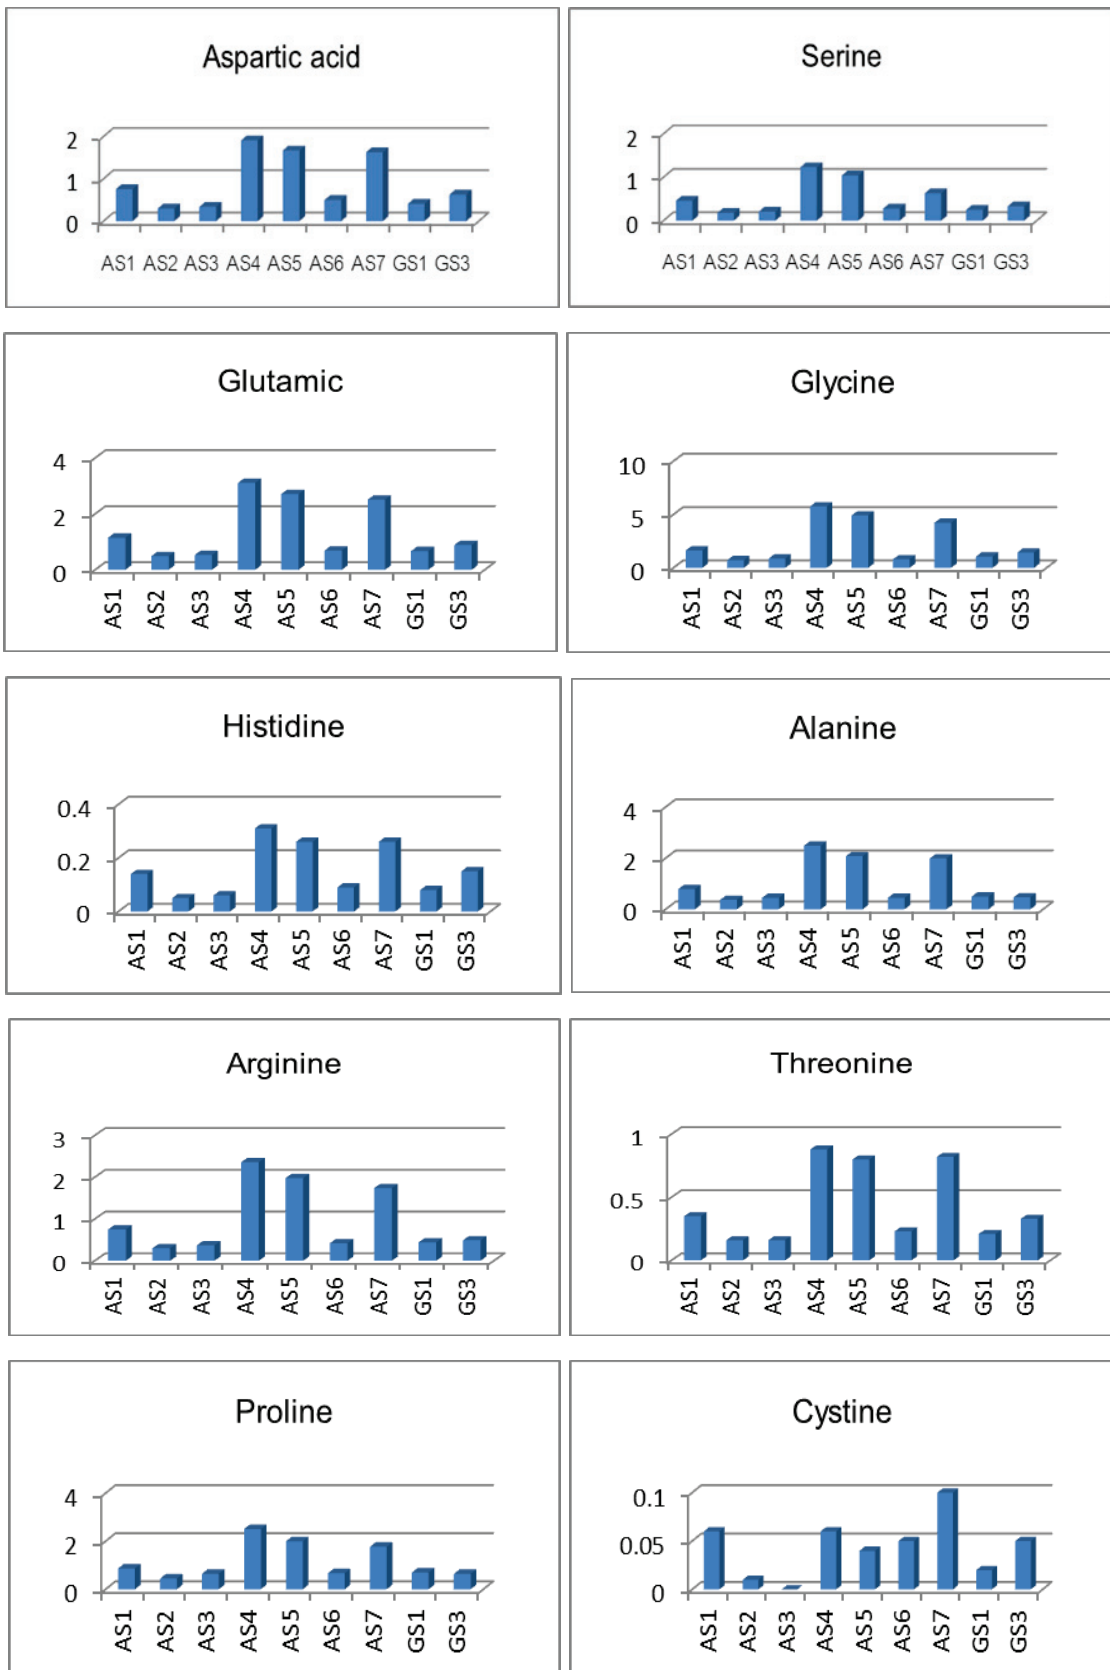 Aspartic acid
2
1
0
AS1 AS2 AS3 AS4 AS5 AS6 AS7 GS1 GS3
Serine
2
1
0
AS1 AS2 AS3 AS4 AS5 AS6 AS7 GS1 GS3
Glutamic
4
2
0
AS1 AS2 AS3 AS4 AS5 AS6 AS7 GS1 GS3
Glycine
10
5
0
AS1 AS2 AS3 AS4 AS5 AS6 AS7 GS1 GS3
Histidine
0.4
0.2
0
AS1 AS2 AS3 AS4 AS5 AS6 AS7 GS1 GS3
Alanine
4
2
0
AS1 AS2 AS3 AS4 AS5 AS6 AS7 GS1 GS3
Arginine
3
2
1
0
AS1 AS2 AS3 AS4 AS5 AS6 AS7 GS1 GS3
Threonine
1
0.5
0
AS1 AS2 AS3 AS4 AS5 AS6 AS7 GS1 GS3
Proline
4
2
0
AS1 AS2 AS3 AS4 AS5 AS6 AS7 GS1 GS3
Cystine
0.1
0.05
0
AS1 AS2 AS3 AS4 AS5 AS6 AS7 GS1 GS3